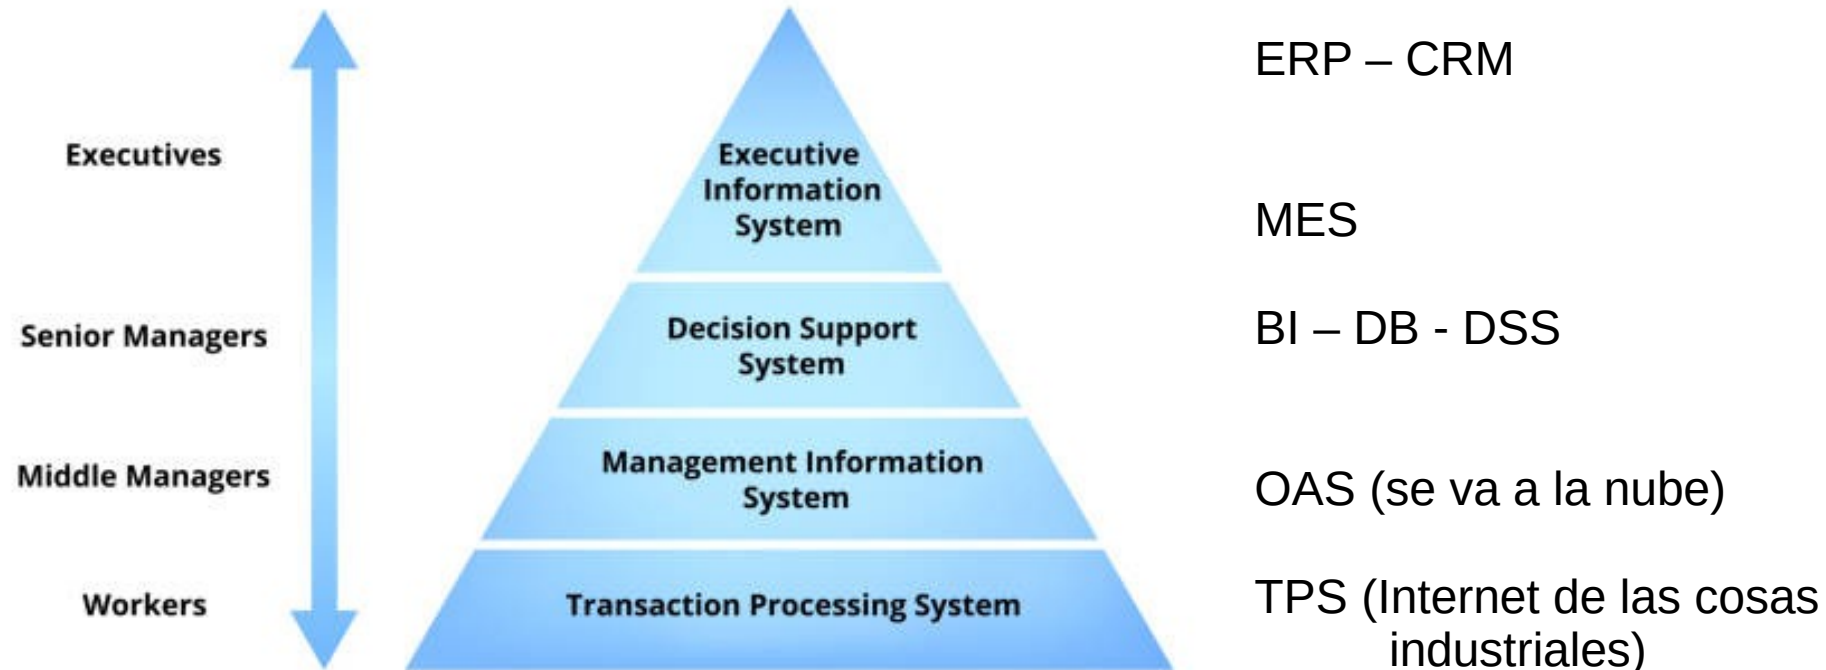 Executives
Senior Managers
Middle Managers
Workers
Executive
Information
System
Decision Support
System
Management Information
System
Transaction Processing System
ERP – CRM
MES
BI – DB - DSS
OAS (se va a la nube)
TPS (Internet de las cosas
industriales)